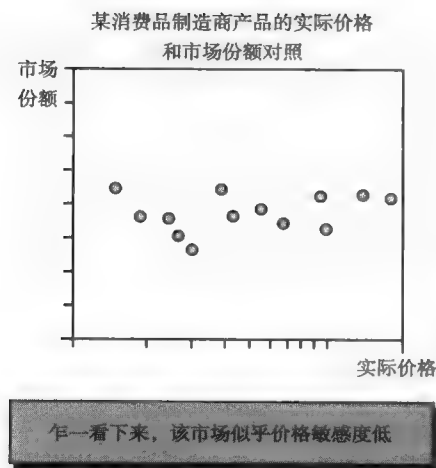 某消费品制造商产品的实际价格
和市场份额对照
市场
份额
实际价格
乍一看下来，该市场似乎价格敏感度低